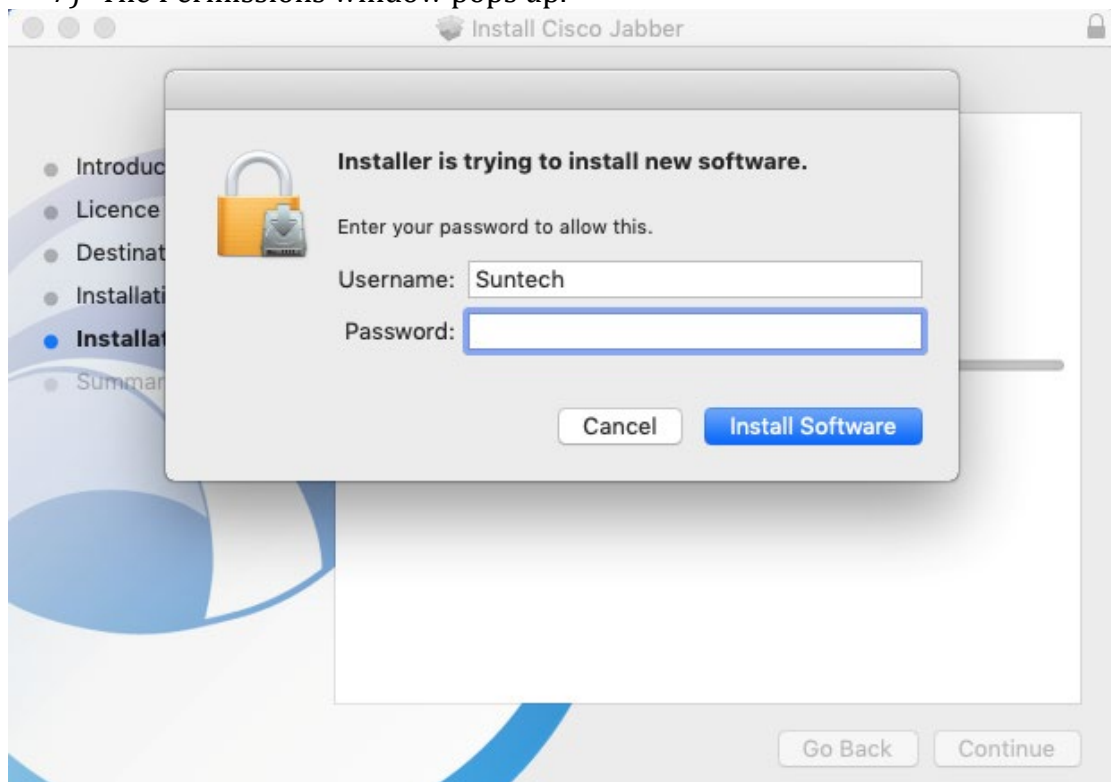 7) The Permissions window pops up.
Install Cisco Jabber
Installer is trying to install new software.
Enter your password to allow this.
Username: Suntech
Password:
Cancel
Install Software
Introduc
Licence
Destinat
Installati
Installat
Summar
Go Back
Continue